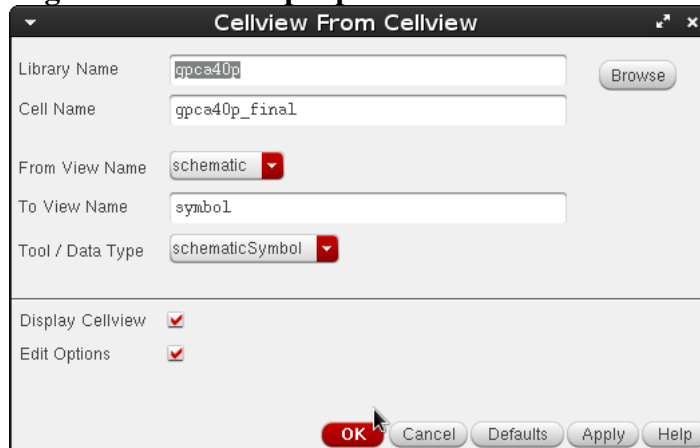 Cellview From Cellview
Library Name gpca40p Browse
Cell Name gpca40p_final
From View Name schematic
To View Name symbol
Tool / Data Type schematicSymbol
Display Cellview
Edit Options
OK Cancel Defaults Apply Help